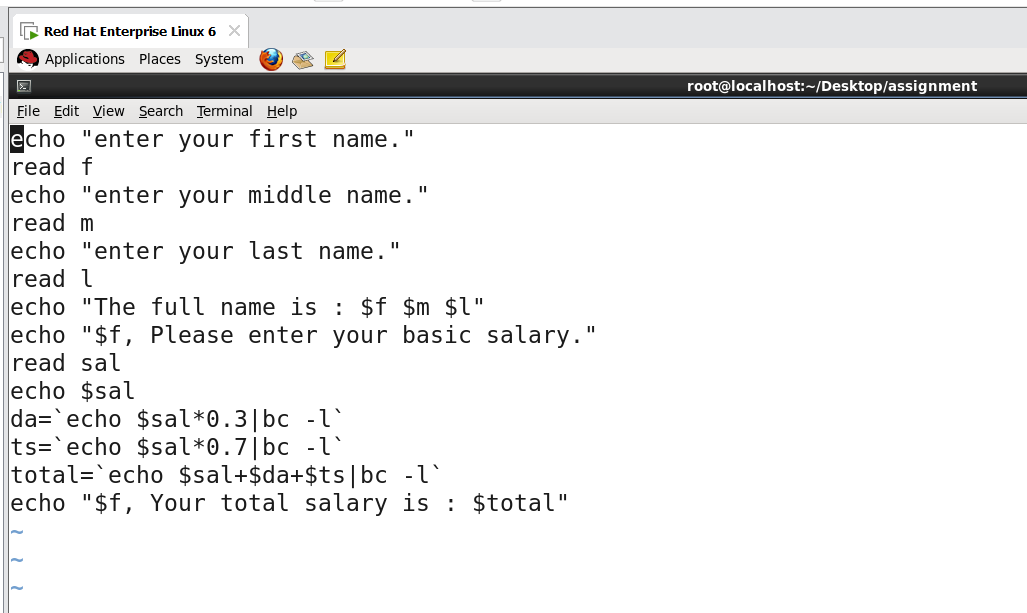 Red Hat Enterprise Linux 6
Applications Places System
root@localhost:~/Desktop/assignment
File Edit View Search Terminal Help
echo "enter your first name."
read f
echo "enter your middle name."
read m
echo "enter your last name."
read l
echo "The full name is : $f $m $l"
echo "$f, Please enter your basic salary."
read sal
echo $sal
da=`echo $sal*0.3|bc -l`
ts=`echo $sal*0.7|bc -l`
total=`echo $sal+$da+$ts|bc -l`
echo "$f, Your total salary is : $total"
~
~
~